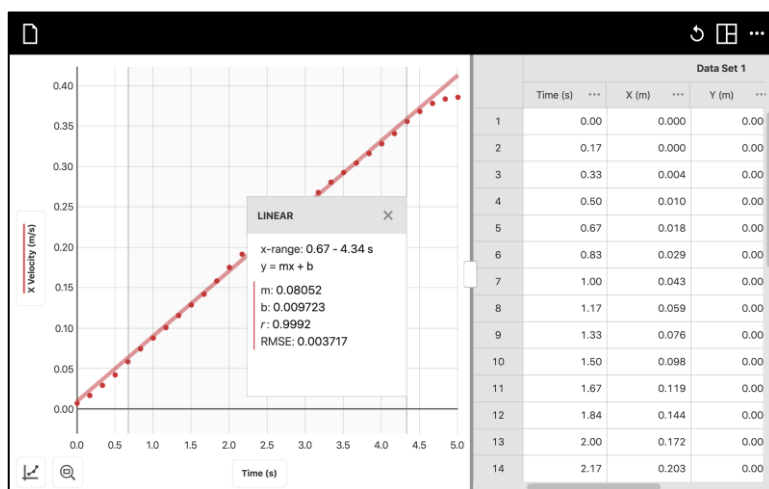 Data Set 1
Time (s) ... X (m) ... Y (m) ...
1 0.00 0.000 0.00
2 0.17 0.000 0.00
3 0.33 0.004 0.00
4 0.50 0.010 0.00
5 0.67 0.018 0.00
6 0.83 0.029 0.00
7 1.00 0.043 0.00
8 1.17 0.059 0.00
9 1.33 0.076 0.00
10 1.50 0.098 0.00
11 1.67 0.119 0.00
12 1.84 0.144 0.00
13 2.00 0.172 0.00
14 2.17 0.203 0.00
X Velocity (m/s)
0.40
0.35
0.30
0.25
0.20
0.15
0.10
0.05
0.00
LINEAR
x-range: 0.67 - 4.34 s
y = mx + b
m: 0.08052
b: 0.009723
r: 0.9992
RMSE: 0.003717
0.0 0.5 1.0 1.5 2.0 2.5 3.0 3.5 4.0 4.5 5.0
Time (s)